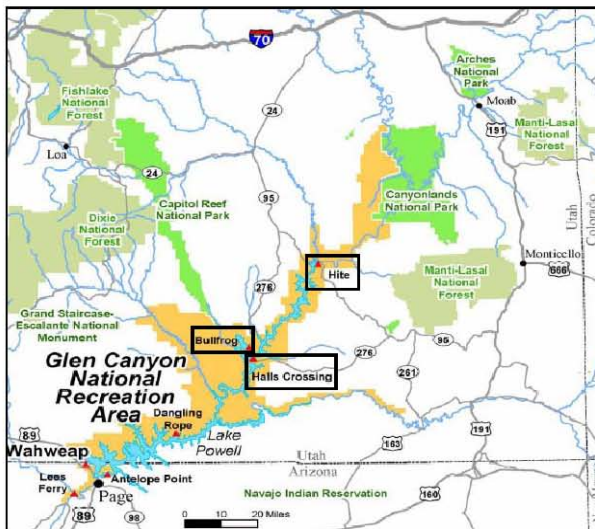 70
Arches
National
Park
Moab
Fishlake
National
Forest
24
191
Manti-Lasal
National
Forest
Loa
24
95
Canyonlands
National Park
Capitol Reef
National Park
Dixie
National
Forest
Utah
Colorado
Monticello
666
Hite
Manti-Lasal
National
Forest
276
Grand Staircase-
Escalante National
Monument
Bullfrog
95
276
Halls Crossing
261
Glen Canyon
National
Recreation
Area
Dangling
Rope
Lake
Powell
89
191
163
Wahweap
Utah
Arizona
Lees
Ferry
Antelope Point
Page
Navajo Indian Reservation
160
89
98
0
10
20 Miles